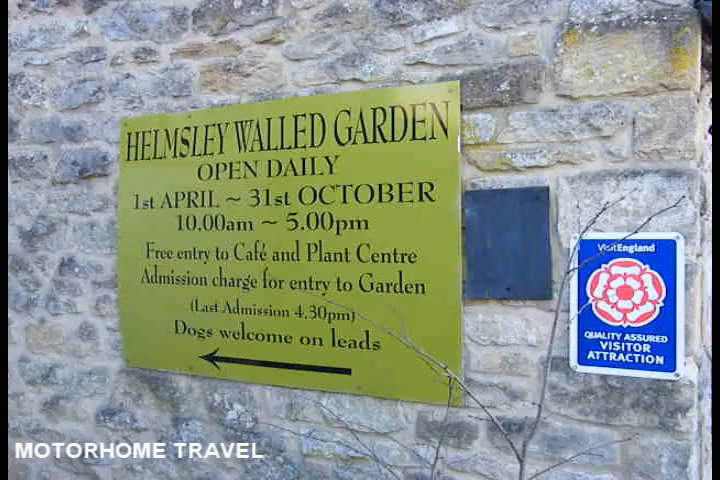 HELMSLEY WALLED GARDEN
OPEN DAILY
1st APRIL ~ 31st OCTOBER
10.00am ~ 5.00pm
Free entry to Café and Plant Centre
Admission charge for entry to Garden
(Last Admission 4.30pm)
Dogs welcome on leads
VisitEngland
QUALITY ASSURED
VISITOR
ATTRACTION
MOTORHOME TRAVEL